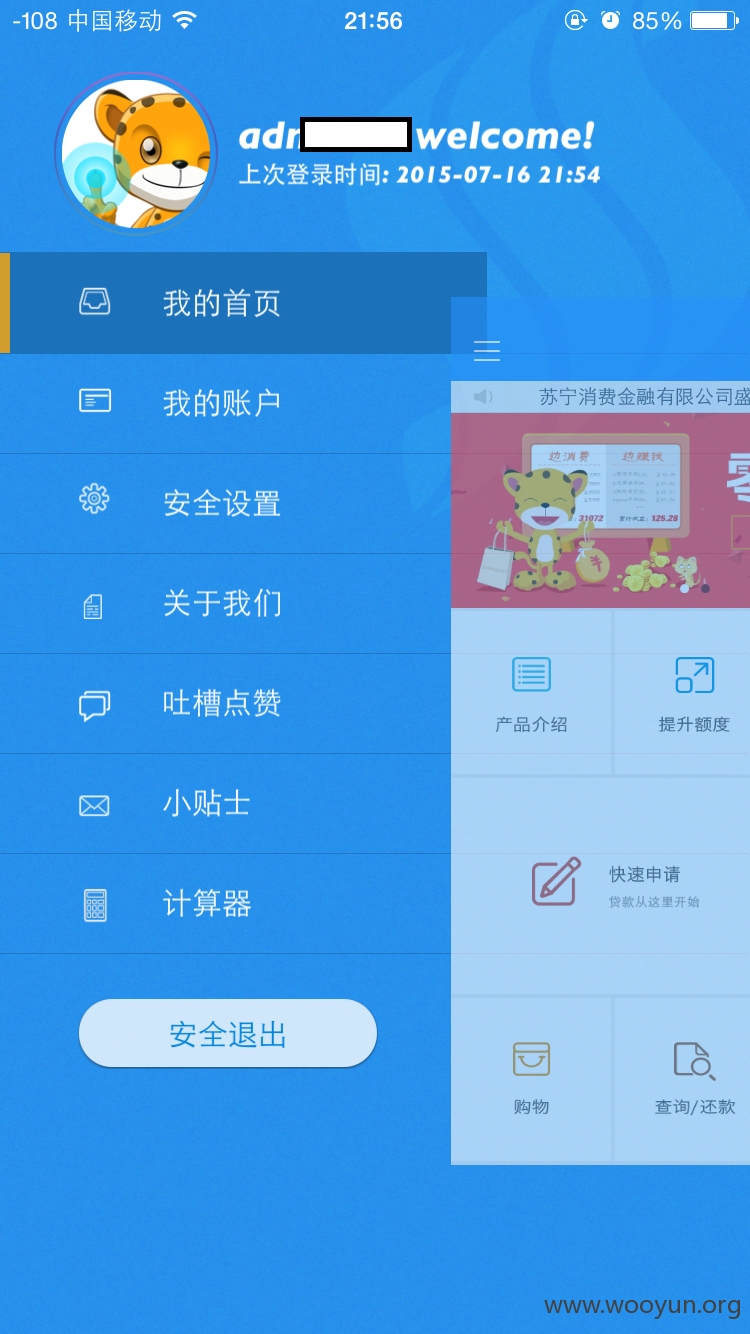 -108 中国移动 21:56 85%
welcome!
上次登录时间: 2015-07-16 21:54
我的首页
我的账户
苏宁消费金融有限公司盛
边消费 边赚钱
31072 125.28
安全设置
关于我们
吐槽点赞
产品介绍 提升额度
小贴士
快速申请
贷款从这里开始
计算器
安全退出
购物 查询/还款
www.wooyun.org